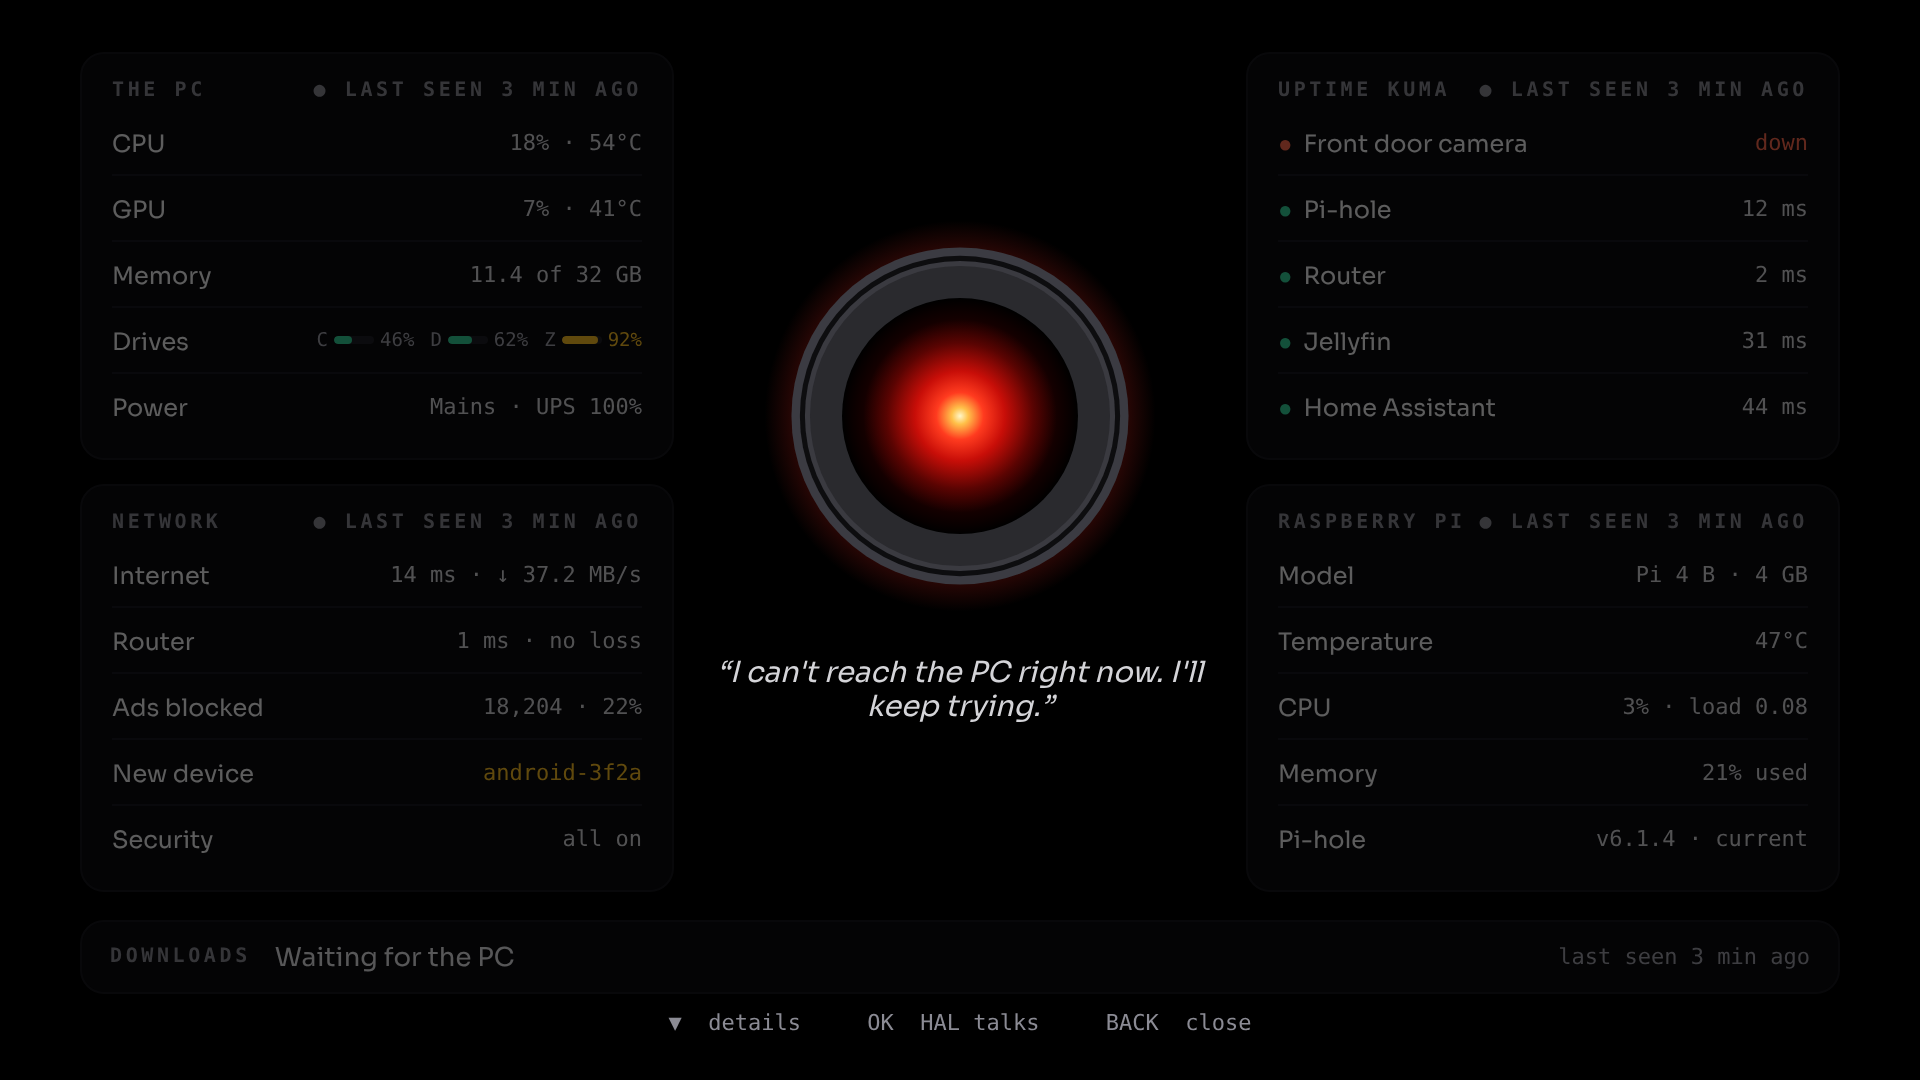 THE PC ● LAST SEEN 3 MIN AGO
CPU 18% · 54°C
GPU 7% · 41°C
Memory 11.4 of 32 GB
Drives C 46% D 62% Z 92%
Power Mains · UPS 100%
NETWORK ● LAST SEEN 3 MIN AGO
Internet 14 ms · ↓ 37.2 MB/s
Router 1 ms · no loss
Ads blocked 18,204 · 22%
New device android-3f2a
Security all on
“I can't reach the PC right now. I'll
keep trying.”
UPTIME KUMA ● LAST SEEN 3 MIN AGO
Front door camera down
Pi-hole 12 ms
Router 2 ms
Jellyfin 31 ms
Home Assistant 44 ms
RASPBERRY PI ● LAST SEEN 3 MIN AGO
Model Pi 4 B · 4 GB
Temperature 47°C
CPU 3% · load 0.08
Memory 21% used
Pi-hole v6.1.4 · current
DOWNLOADS Waiting for the PC last seen 3 min ago
▼ details OK HAL talks BACK close